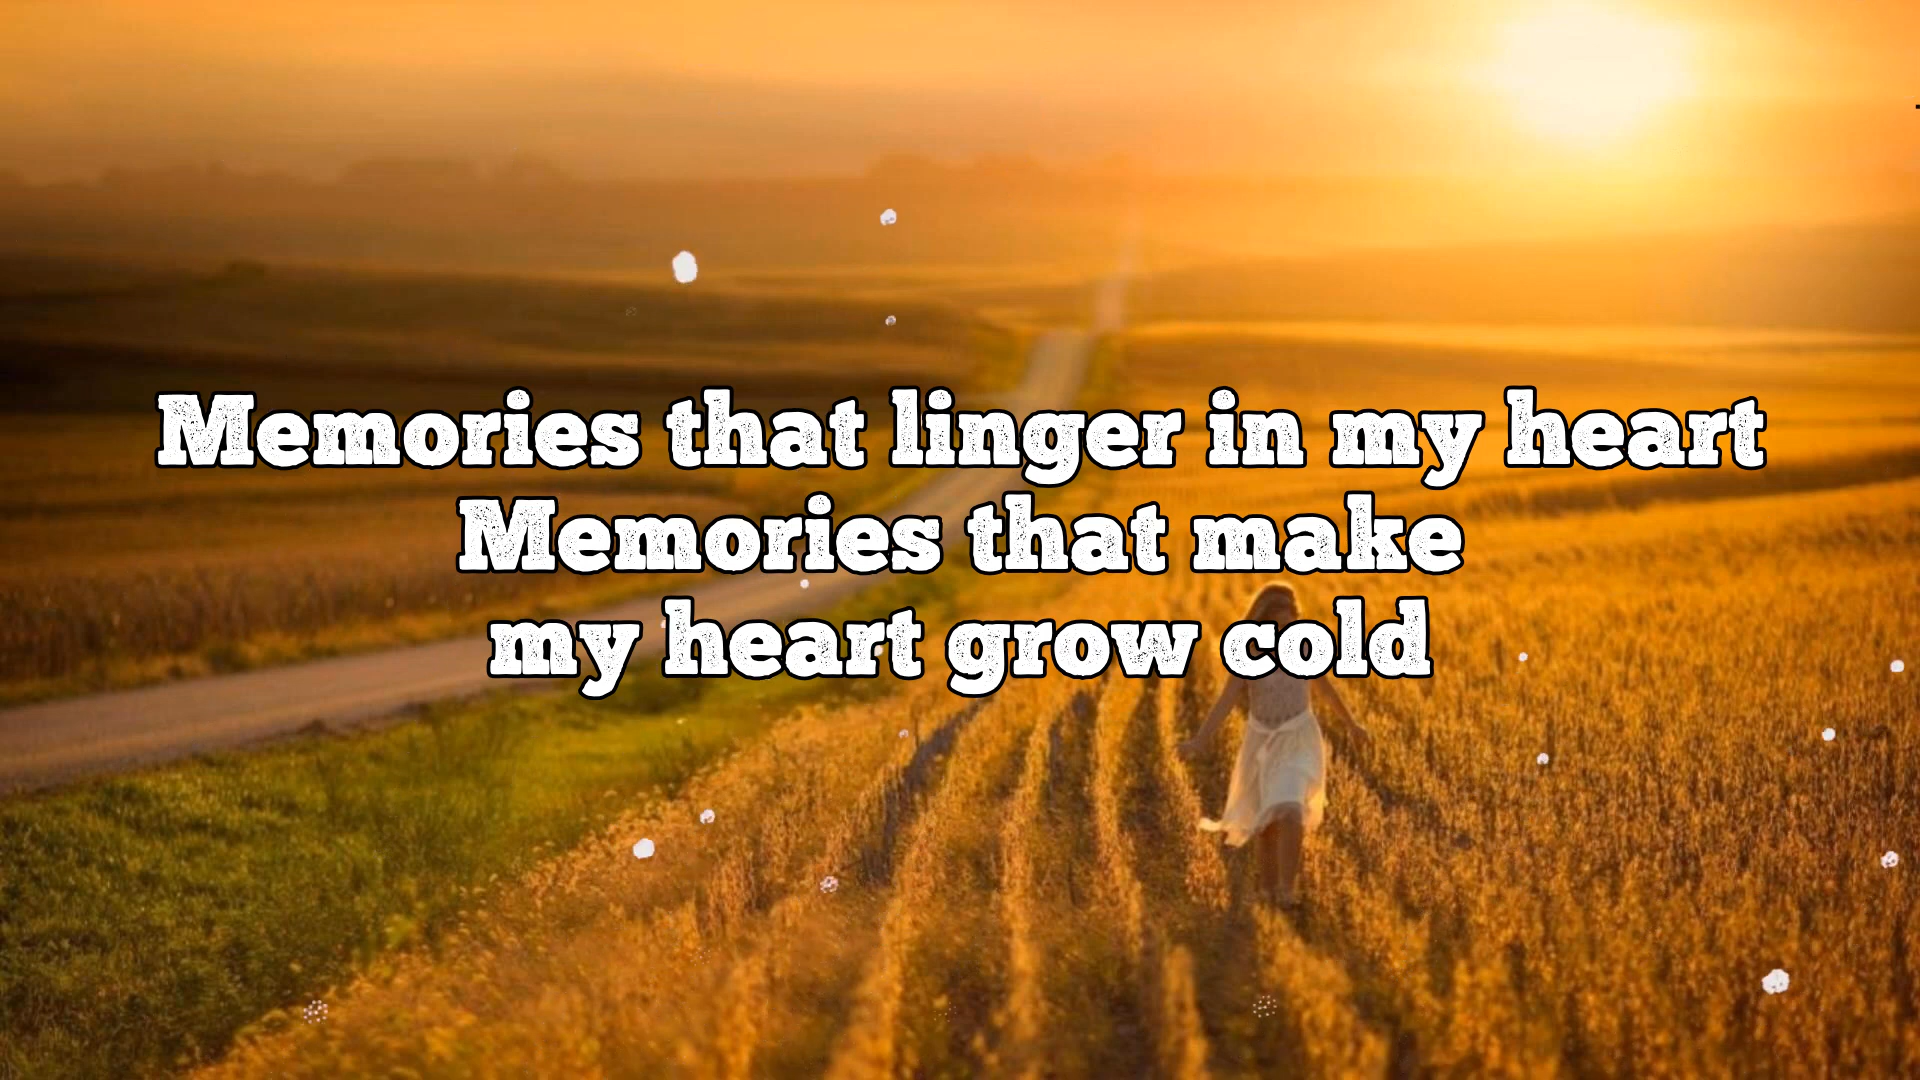 Memories that linger in my heart
Memories that make
my heart grow cold